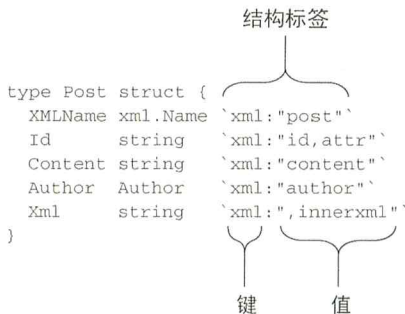 结构标签
type Post struct {
  XMLName xml.Name `xml:"post"`
  Id      string   `xml:"id,attr"`
  Content string   `xml:"content"`
  Author  Author   `xml:"author"`
  Xml     string   `xml:",innerxml"`
}
键 值